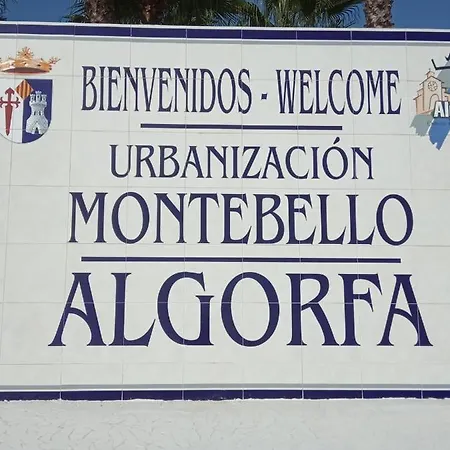 BIENVENIDOS - WELCOME
URBANIZACIÓN
MONTEBELLO
ALGORFA